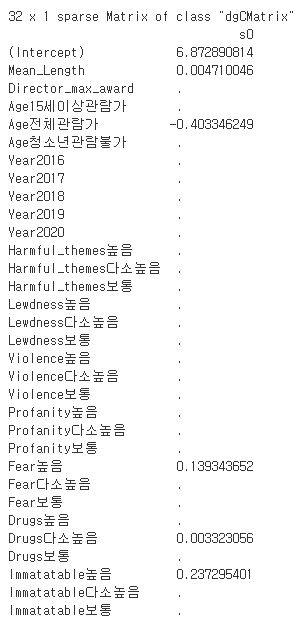 32 x 1 sparse Matrix of class "dgCMatrix"
s0
(Intercept) 6.872890814
Mean_Length 0.004710046
Director_max_award .
Age15세이상관람가 .
Age전체관람가 -0.403346249
Age청소년관람불가 .
Year2016 .
Year2017 .
Year2018 .
Year2019 .
Year2020 .
Harmful_themes높음 .
Harmful_themes다소높음 .
Harmful_themes보통 .
Lewdness높음 .
Lewdness다소높음 .
Lewdness보통 .
Violence높음 .
Violence다소높음 .
Violence보통 .
Profanity높음 .
Profanity다소높음 .
Profanity보통 .
Fear높음 0.139343652
Fear다소높음 .
Fear보통 .
Drugs높음 .
Drugs다소높음 0.003323056
Drugs보통 .
Immatatable높음 0.237295401
Immatatable다소높음 .
Immatatable보통 .